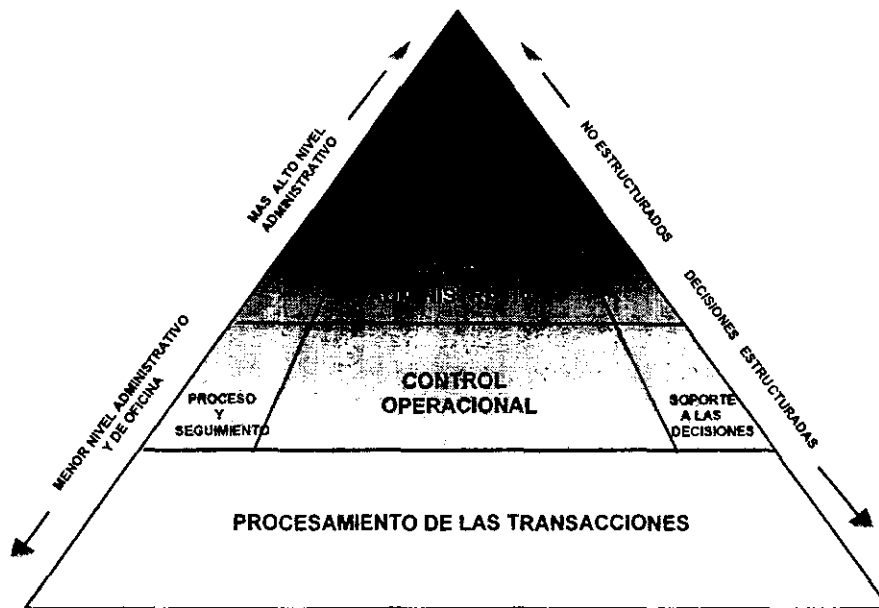 MAS ALTO NIVEL
ADMINISTRATIVO
NO ESTRUCTURADOS
DECISIONES ESTRUCTURADAS
MENOR NIVEL ADMINISTRATIVO
Y DE OFICINA
PROCESO
Y
SEGUIMIENTO
CONTROL
OPERACIONAL
SOPORTE
A LAS
DECISIONES
PROCESAMIENTO DE LAS TRANSACCIONES